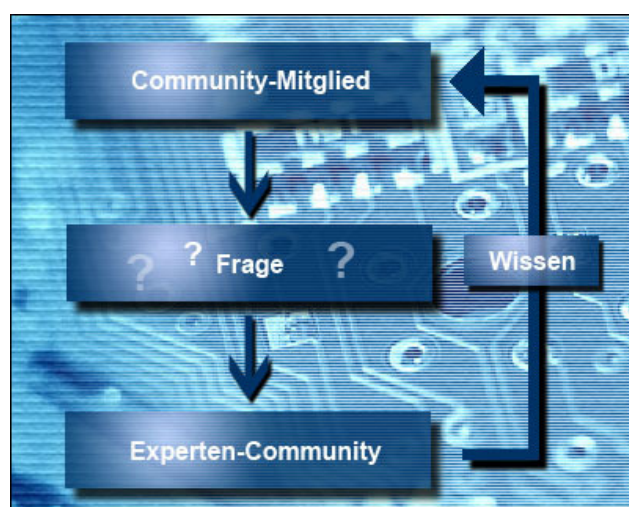 Community-Mitglied
? ? Frage ?
Wissen
Experten-Community